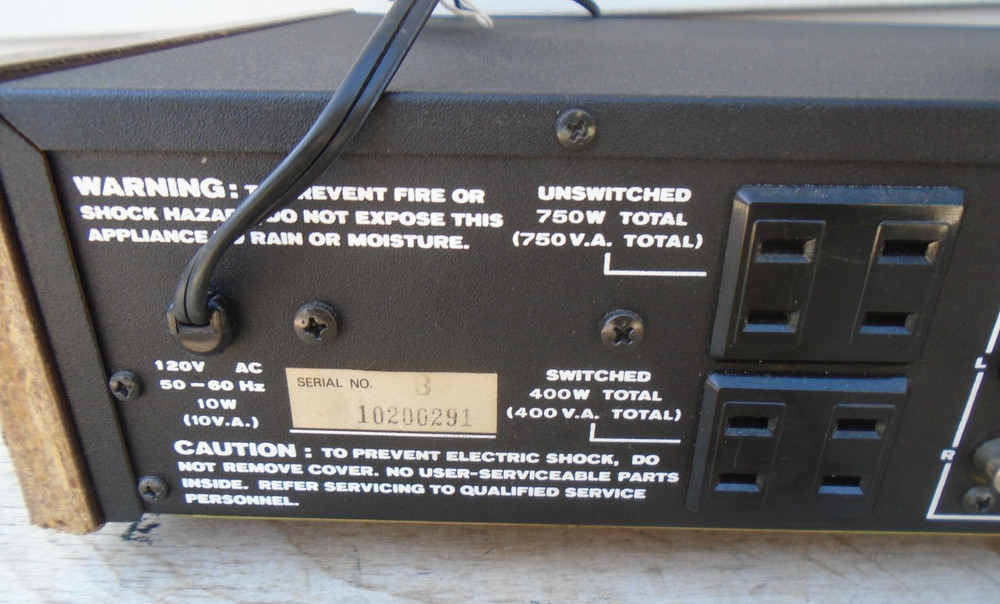 WARNING: T REVENT FIRE OR
SHOCK HAZAR DO NOT EXPOSE THIS
APPLIANCE O RAIN OR MOISTURE.
UNSWITCHED
750W TOTAL
(750 V.A. TOTAL)
120V AC
50-60 Hz
10W
(10V.A.)
SERIAL NO. B
10200291
SWITCHED
400W TOTAL
(400 V.A. TOTAL)
CAUTION: TO PREVENT ELECTRIC SHOCK, DO
NOT REMOVE COVER. NO USER-SERVICEABLE PARTS
INSIDE. REFER SERVICING TO QUALIFIED SERVICE
PERSONNEL.
L
R